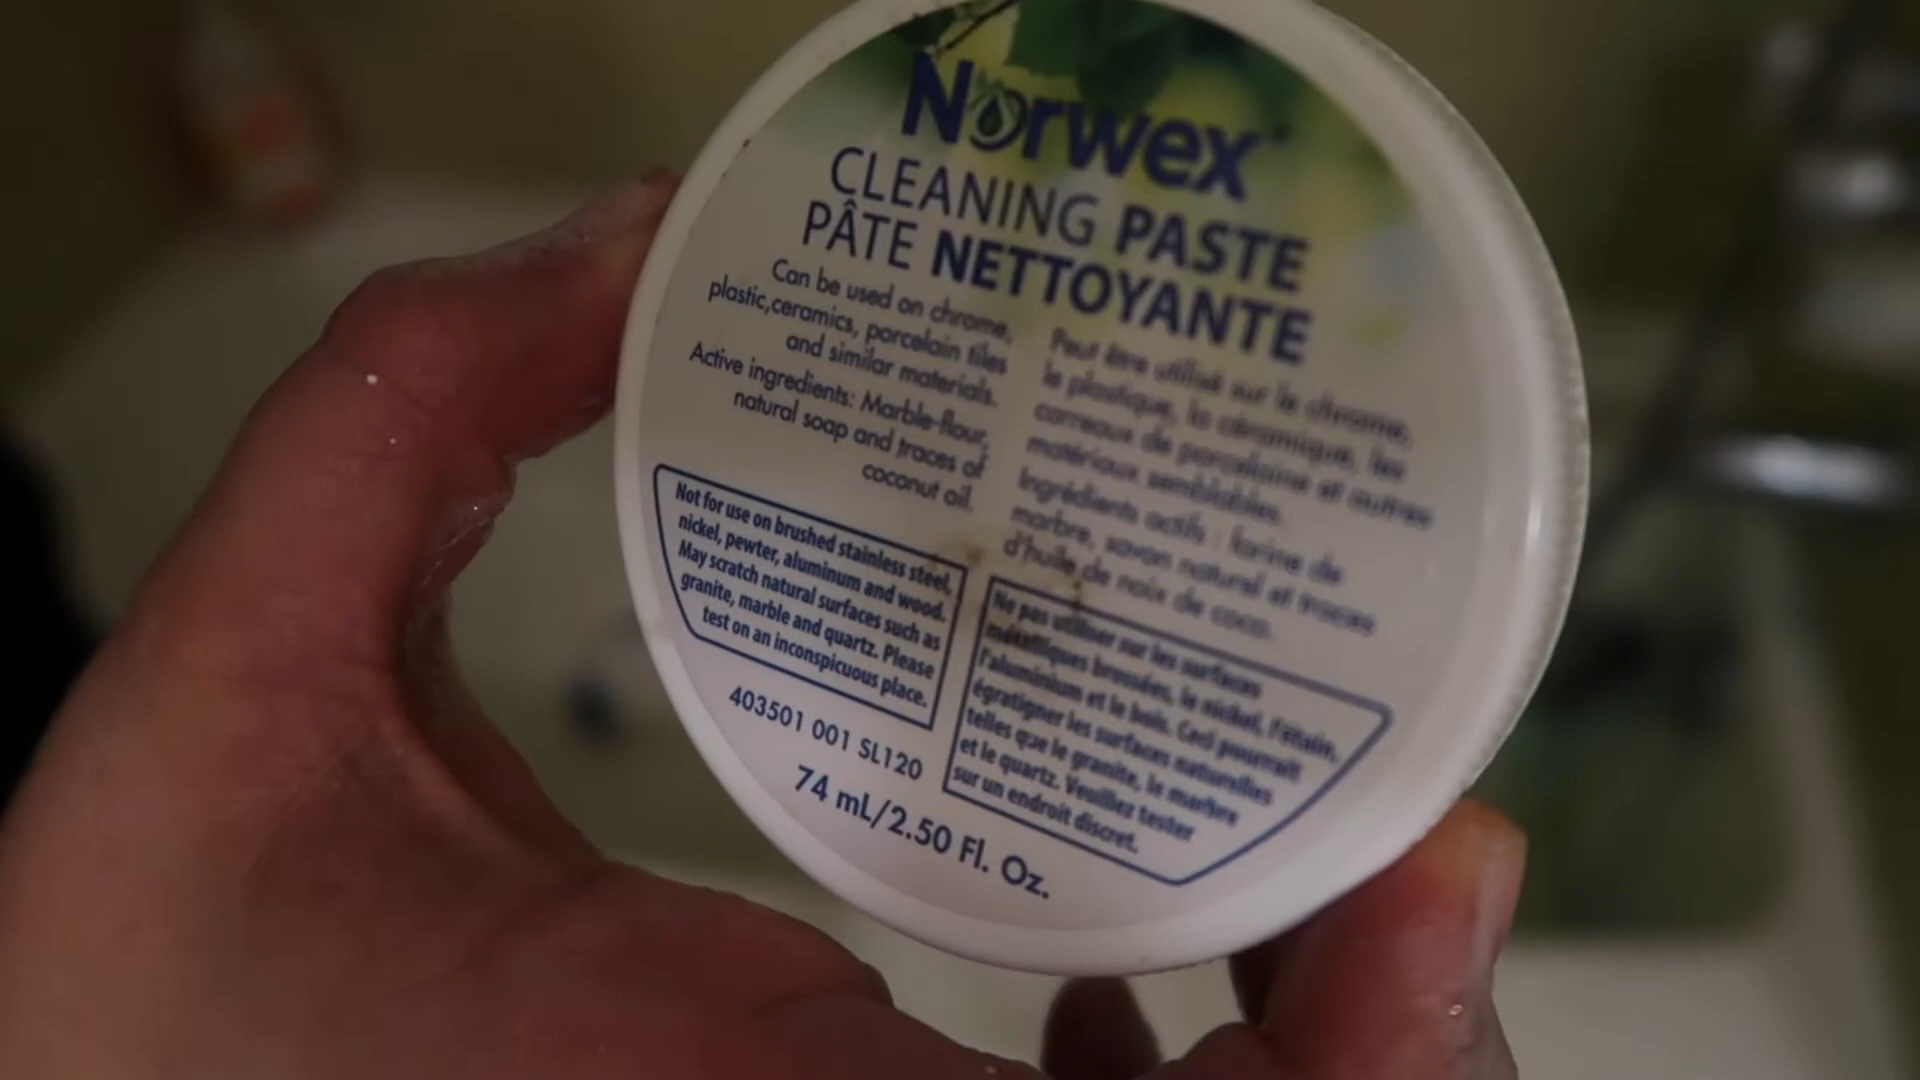 Norwex®
CLEANING PASTE
PÂTE NETTOYANTE
Can be used on chrome,
plastic,ceramics, porcelain tiles
and similar materials.
Active ingredients: Marble-flour,
natural soap and traces of
coconut oil.
Not for use on brushed stainless steel,
nickel, pewter, aluminum and wood.
May scratch natural surfaces such as
granite, marble and quartz. Please
test on an inconspicuous place.
403501 001 SL120
74 mL/2.50 Fl. Oz.
Peut être utilisé sur le chrome,
le plastique, la céramique, les
carreaux de porcelaine et autres
matériaux semblables.
Ingrédients actifs : farine de
marbre, savon naturel et traces
d'huile de noix de coco.
Ne pas utiliser sur les surfaces
métalliques brossées, le nickel, l'étain,
l'aluminium et le bois. Ceci pourrait
égratigner les surfaces naturelles
telles que le granite, le marbre
et le quartz. Veuillez tester
sur un endroit discret.